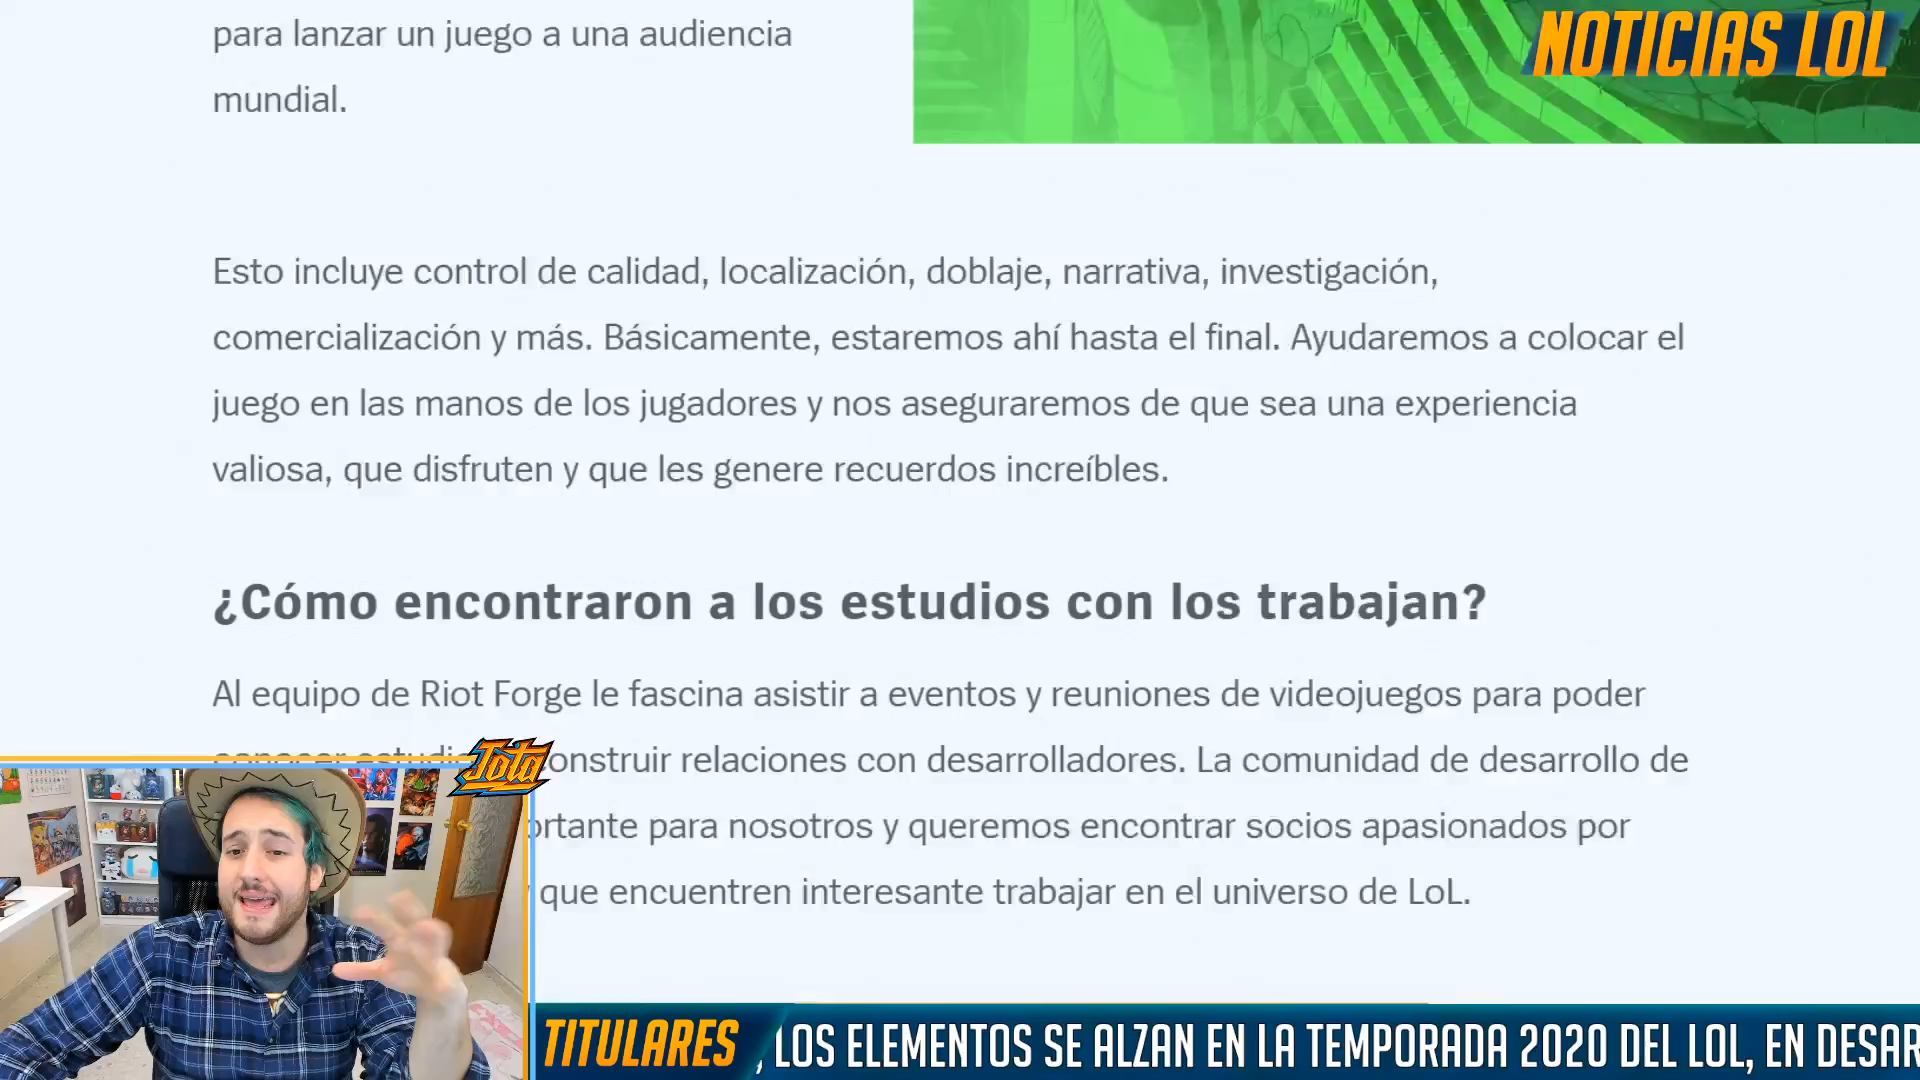 para lanzar un juego a una audiencia
mundial.
NOTICIAS LOL
Esto incluye control de calidad, localización, doblaje, narrativa, investigación,
comercialización y más. Básicamente, estaremos ahí hasta el final. Ayudaremos a colocar el
juego en las manos de los jugadores y nos aseguraremos de que sea una experiencia
valiosa, que disfruten y que les genere recuerdos increíbles.
¿Cómo encontraron a los estudios con los trabajan?
Al equipo de Riot Forge le fascina asistir a eventos y reuniones de videojuegos para poder
onstruir relaciones con desarrolladores. La comunidad de desarrollo de
ortante para nosotros y queremos encontrar socios apasionados por
que encuentren interesante trabajar en el universo de LoL.
Jota
TITULARES , LOS ELEMENTOS SE ALZAN EN LA TEMPORADA 2020 DEL LOL, EN DESAR